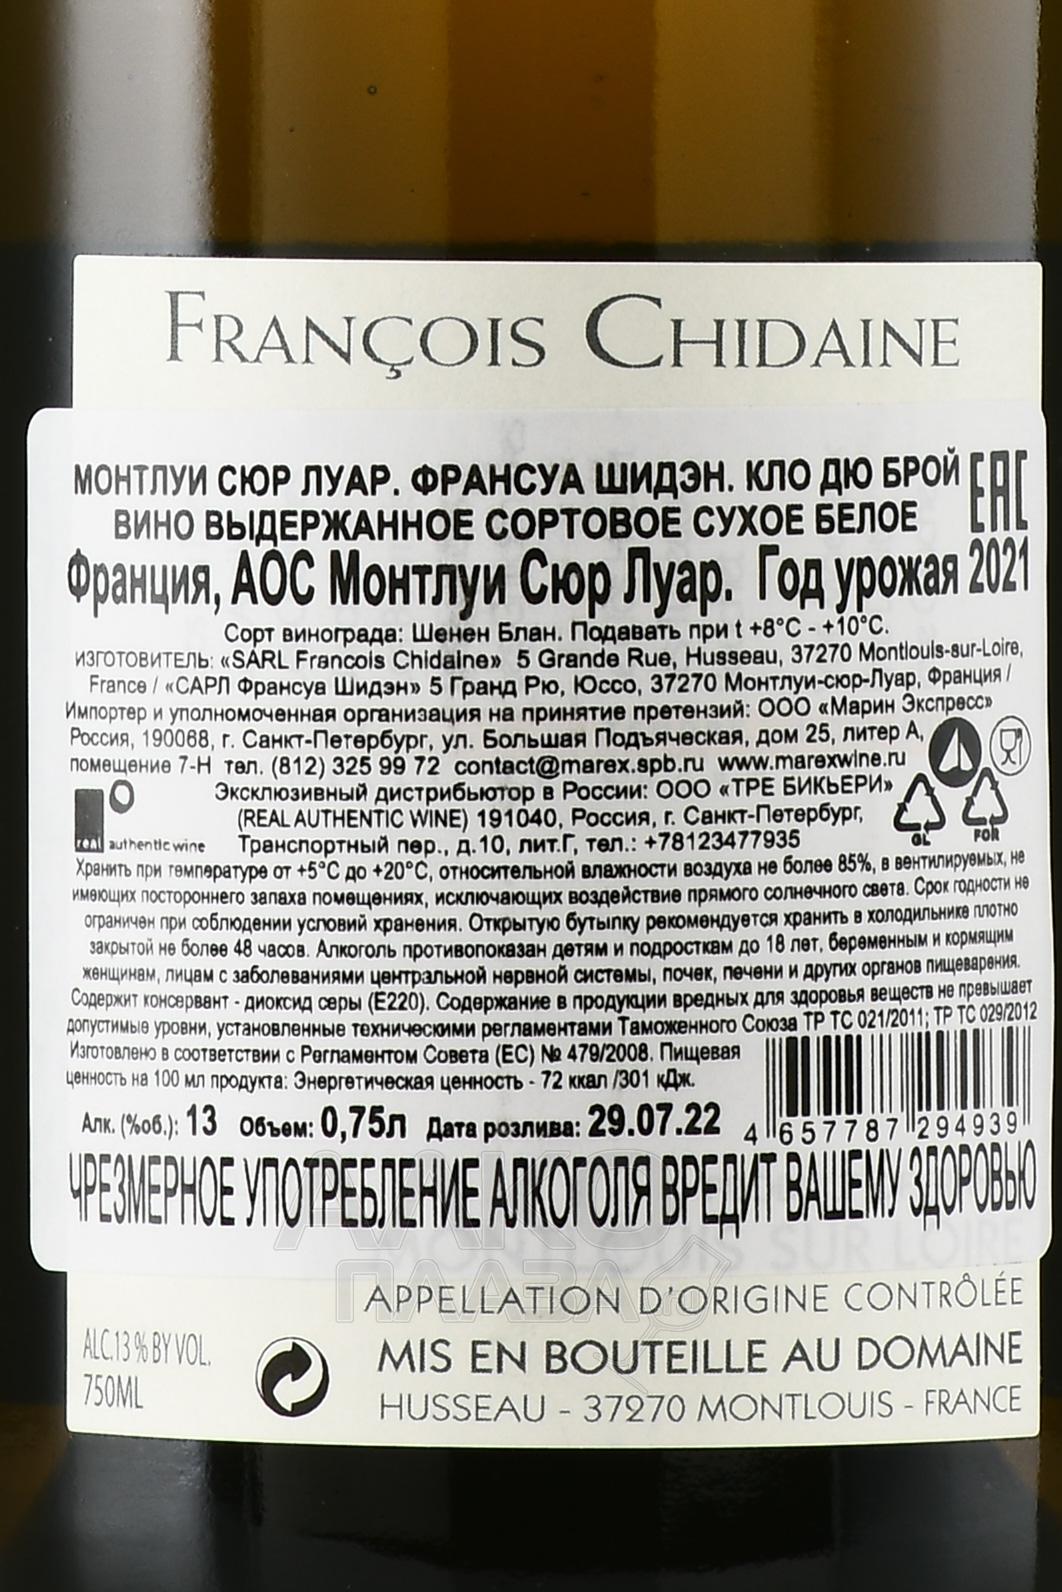 FRANÇOIS CHIDAINE
МОНТЛУИ СЮР ЛУАР. ФРАНСУА ШИДЭН. КЛО ДЮ БРОЙ
EAC
ВИНО ВЫДЕРЖАННОЕ СОРТОВОЕ СУХОЕ БЕЛОЕ
Франция, АОС Монтлуи Сюр Луар. Год урожая 2021
Сорт винограда: Шенен Блан. Подавать при t +8°C - +10°C.
ИЗГОТОВИТЕЛЬ: «SARL Francois Chidaine» 5 Grande Rue, Husseau, 37270 Montlouis-sur-Loire,
France / «САРЛ Франсуа Шидэн» 5 Гранд Рю, Юссо, 37270 Монтлуи-сюр-Луар, Франция /
Импортер и уполномоченная организация на принятие претензий: ООО «Марин Экспресс»
Россия, 190068, г. Санкт-Петербург, ул. Большая Подъяческая, дом 25, литер А,
помещение 7-Н тел. (812) 325 99 72 contact@marex.spb.ru www.marexwine.ru
Эксклюзивный дистрибьютор в России: ООО «ТРЕ БИКЬЕРИ»
(REAL AUTHENTIC WINE) 191040, Россия, г. Санкт-Петербург,
real authentic wine
Транспортный пер., д.10, лит.Г, тел.: +78123477935
GL
FOR
Хранить при температуре от +5°C до +20°C, относительной влажности воздуха не более 85%, в вентилируемых, не
имеющих постороннего запаха помещениях, исключающих воздействие прямого солнечного света. Срок годности не
ограничен при соблюдении условий хранения. Открытую бутылку рекомендуется хранить в холодильнике плотно
закрытой не более 48 часов. Алкоголь противопоказан детям и подросткам до 18 лет, беременным и кормящим
женщинам, лицам с заболеваниями центральной нервной системы, почек, печени и других органов пищеварения.
Содержит консервант - диоксид серы (Е220). Содержание в продукции вредных для здоровья веществ не превышает
допустимые уровни, установленные техническими регламентами Таможенного Союза ТР ТС 021/2011; ТР ТС 029/2012
Изготовлено в соответствии с Регламентом Совета (ЕС) № 479/2008. Пищевая
ценность на 100 мл продукта: Энергетическая ценность - 72 ккал /301 кДж.
Алк. (%об.): 13 Объем: 0,75л Дата розлива: 29.07.22
4 657787 294939
ЧРЕЗМЕРНОЕ УПОТРЕБЛЕНИЕ АЛКОГОЛЯ ВРЕДИТ ВАШЕМУ ЗДОРОВЬЮ
АЛКО
ПЛАЗА
MONTLOUIS SUR LOIRE
APPELLATION D'ORIGINE CONTRÔLÉE
ALC.13 % BY VOL.
MIS EN BOUTEILLE AU DOMAINE
750ML
HUSSEAU - 37270 MONTLOUIS - FRANCE